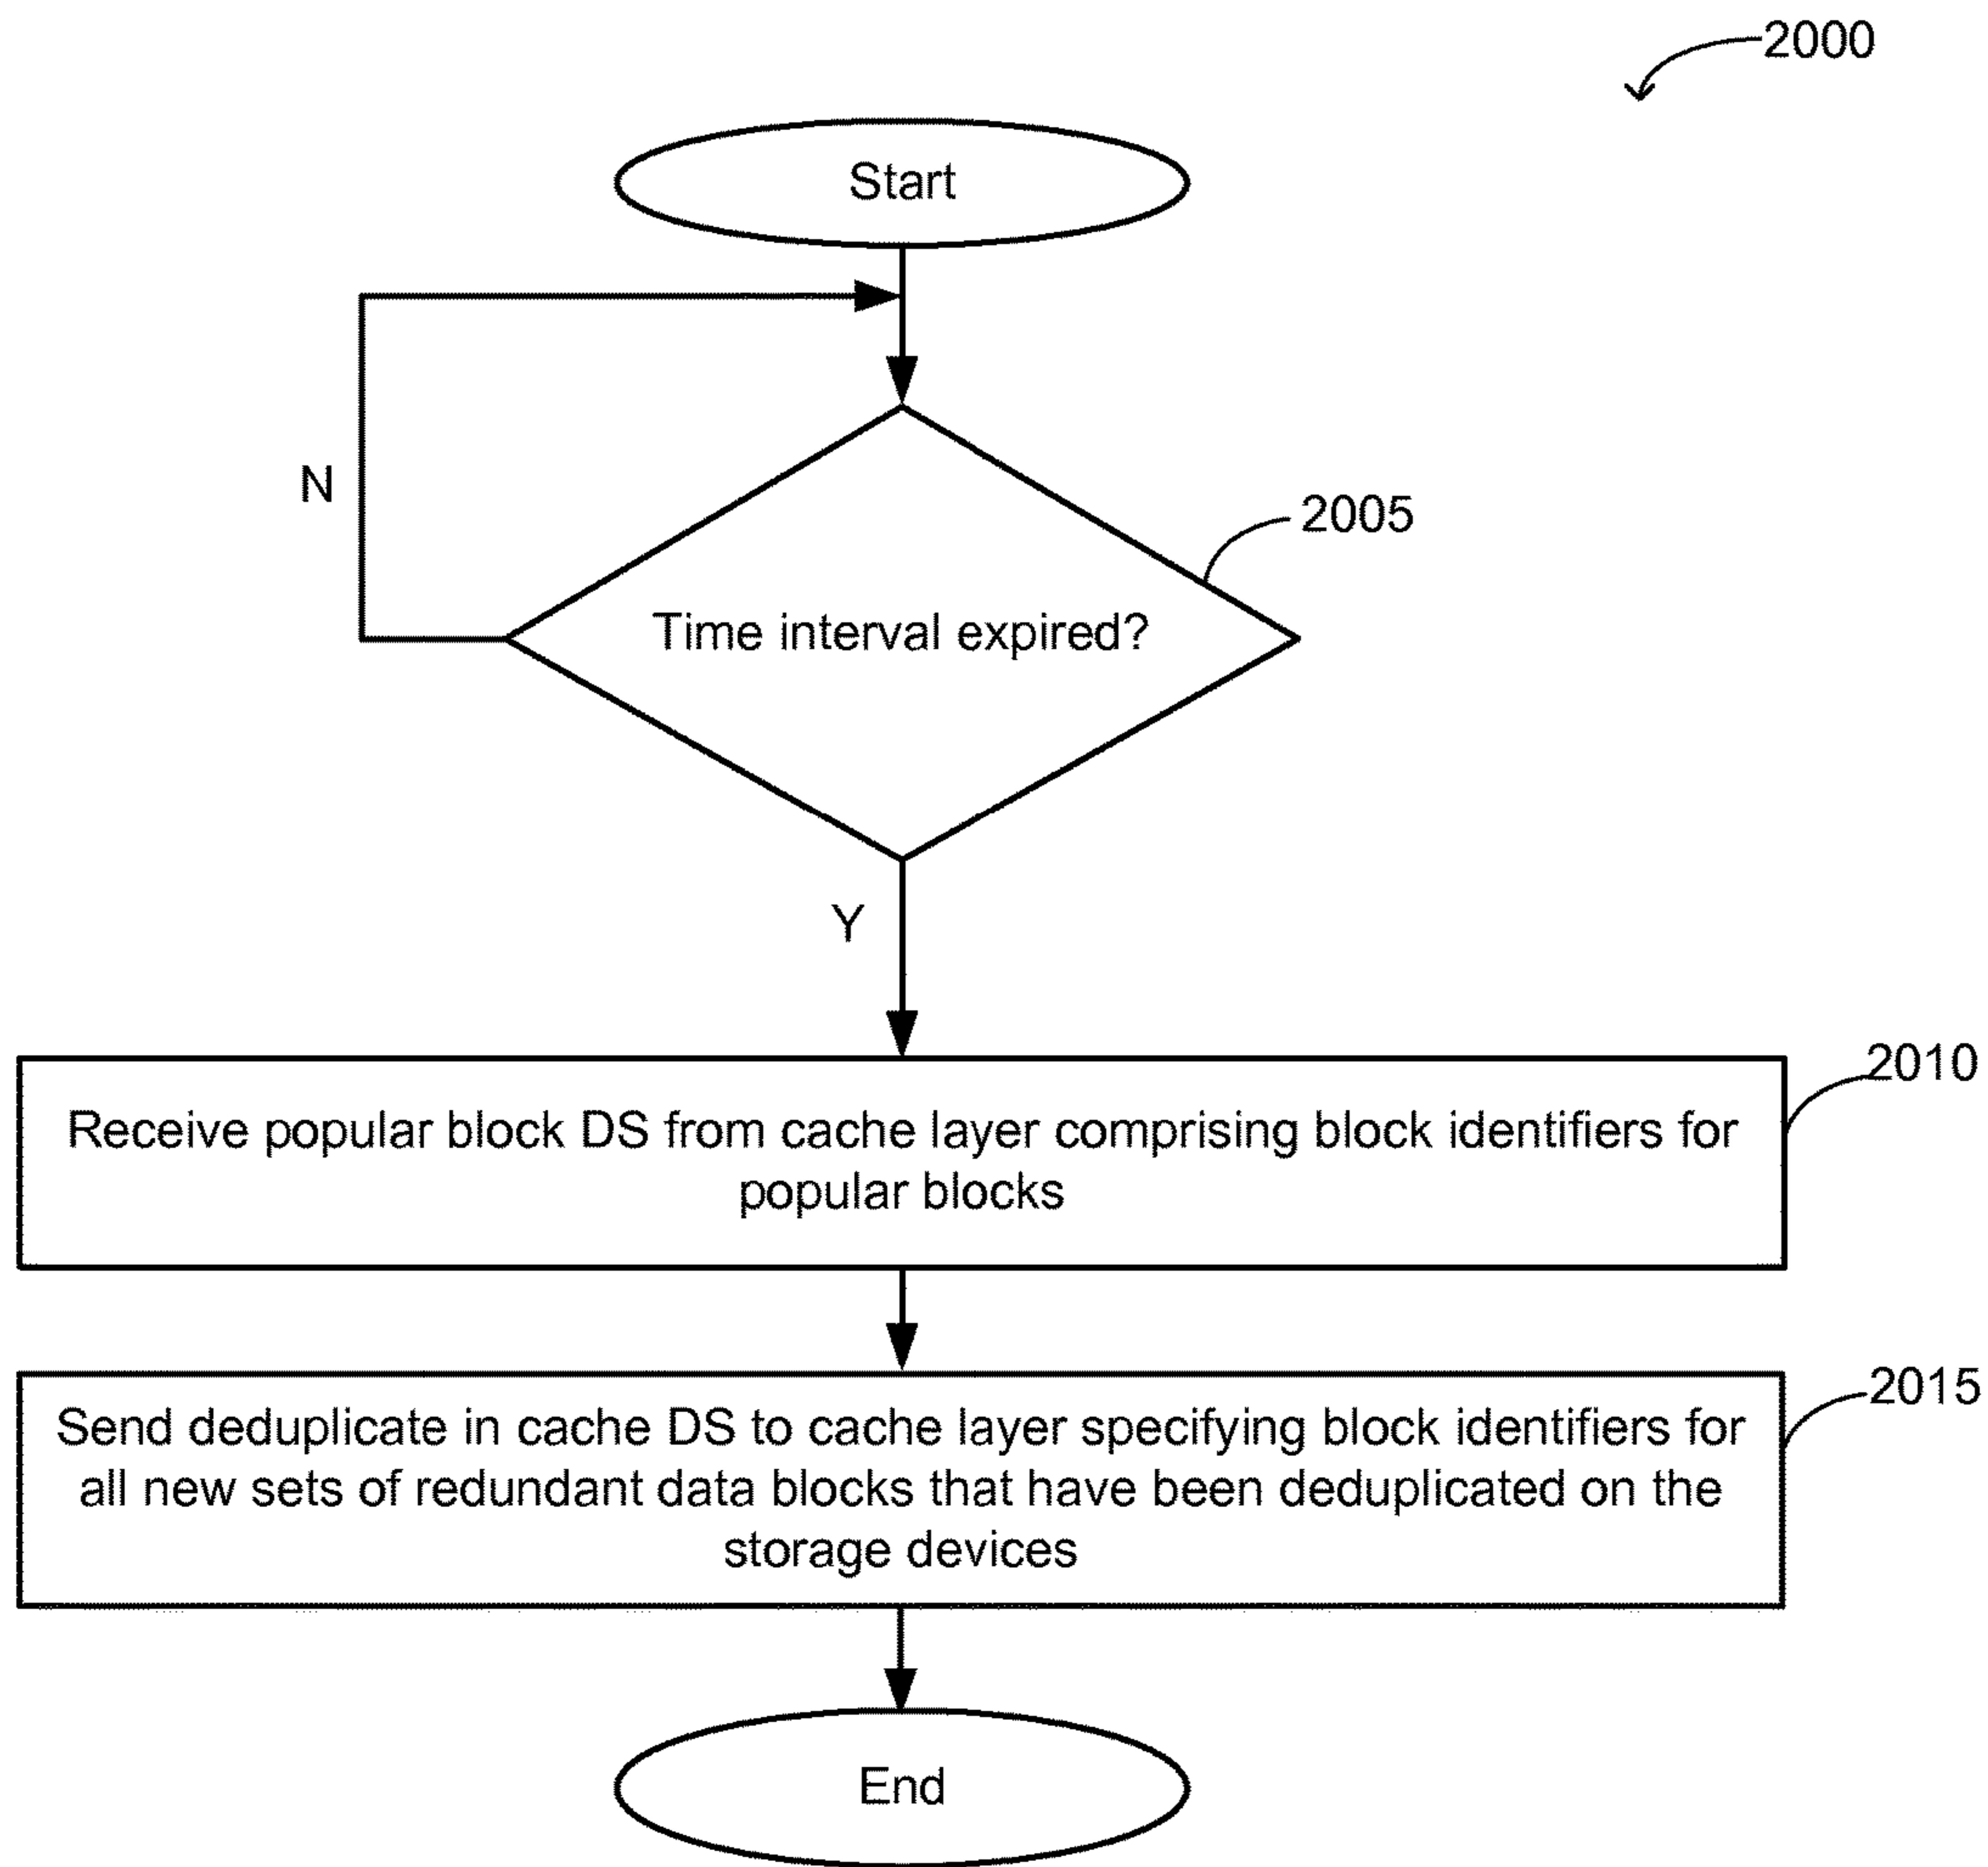 2000
Start
N
2005
Time interval expired?
Y
2010
Receive popular block DS from cache layer comprising block identifiers for
popular blocks
2015
Send deduplicate in cache DS to cache layer specifying block identifiers for
all new sets of redundant data blocks that have been deduplicated on the
storage devices
End